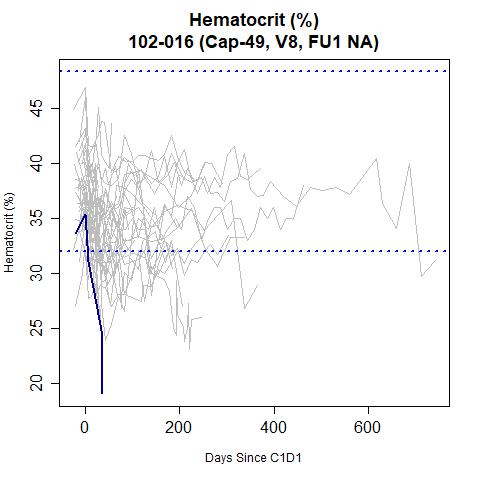 Hematocrit (%)
102-016 (Cap-49, V8, FU1 NA)
Hematocrit (%)
45
40
35
30
25
20
0 200 400 600
Days Since C1D1